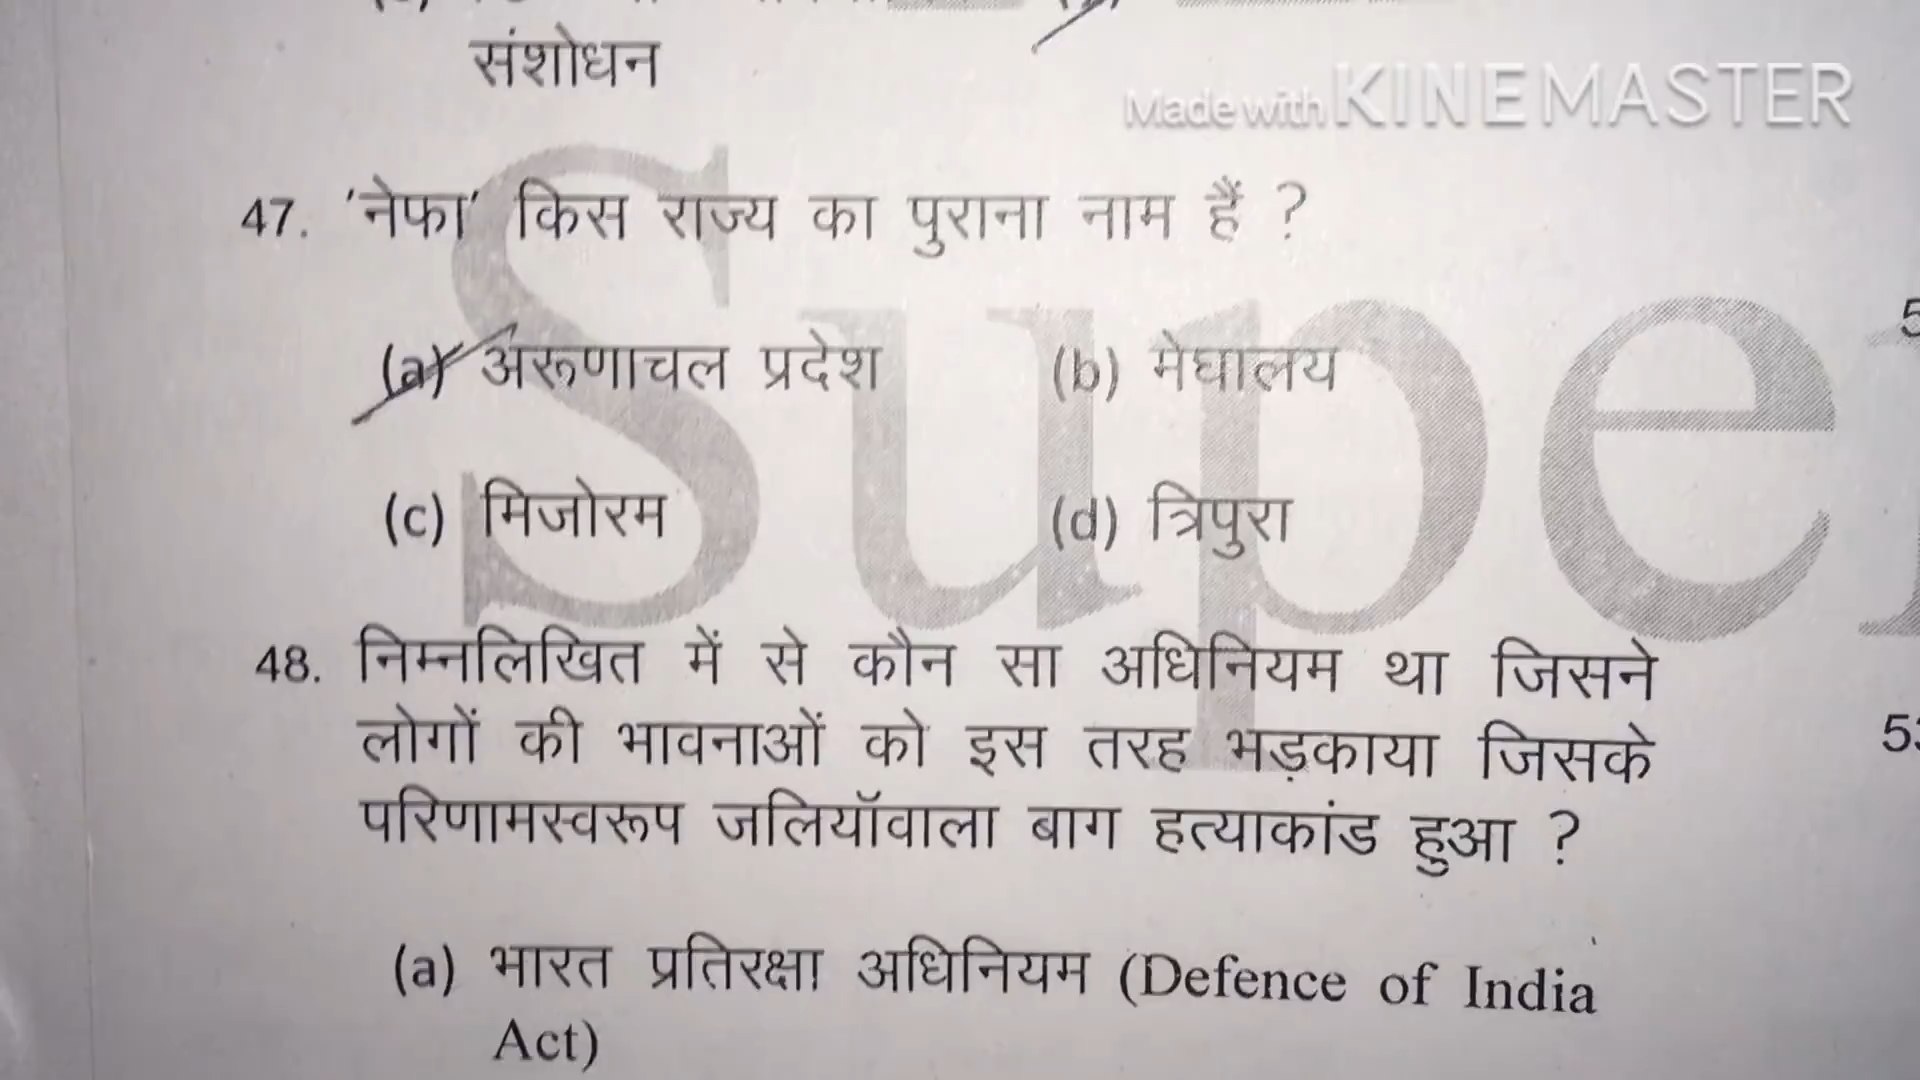 संशोधन
Made with KINEMASTER
47. 'नेफा' किस राज्य का पुराना नाम हैं ?
(a) अरूणाचल प्रदेश (b) मेघालय
(c) मिजोरम (d) त्रिपुरा
Supe
48. निम्नलिखित में से कौन सा अधिनियम था जिसने
लोगों की भावनाओं को इस तरह भड़काया जिसके
परिणामस्वरूप जलियॉवाला बाग हत्याकांड हुआ ?
(a) भारत प्रतिरक्षा अधिनियम (Defence of India
Act)